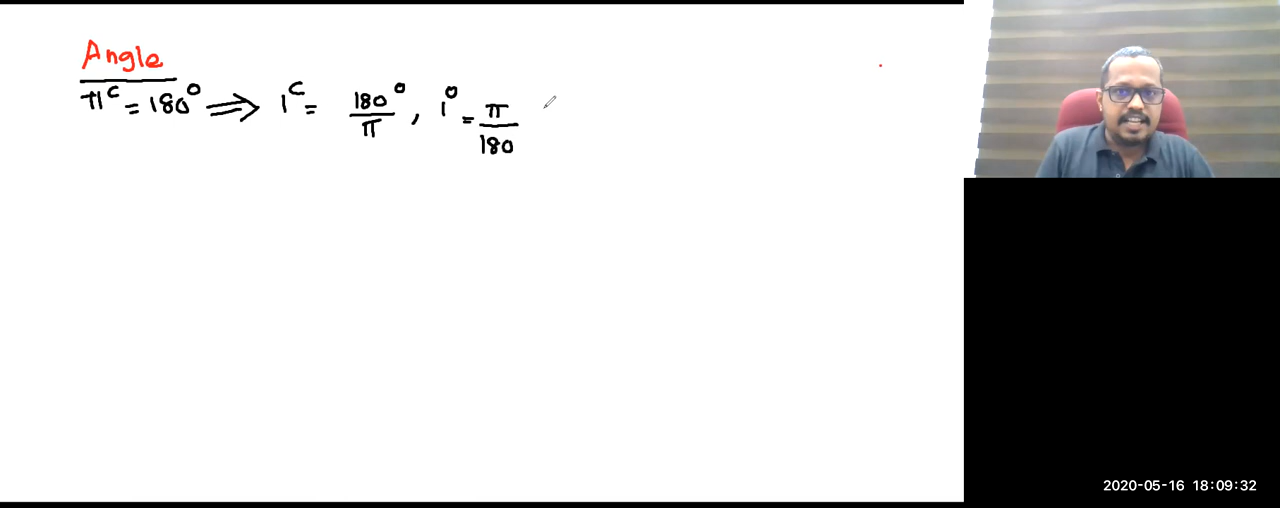 Angle
π^c = 180° ⇒ 1^c = 180°/π , 1° = π/180
2020-05-16 18:09:32